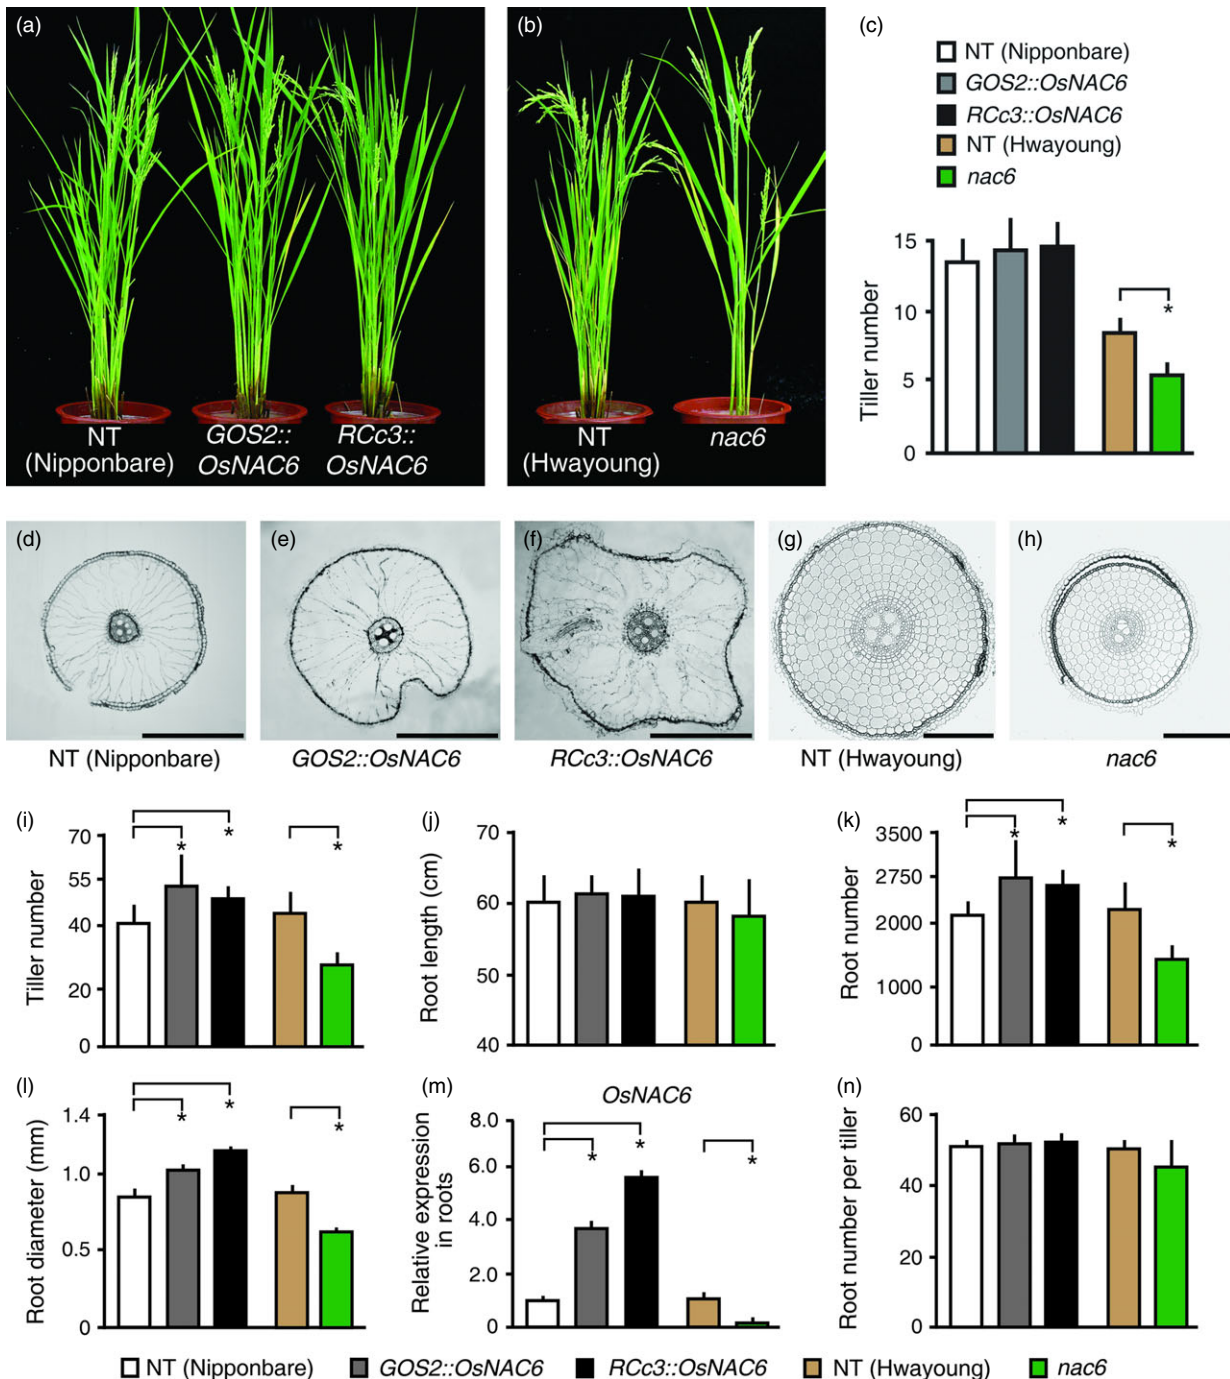 (a)
NT
(Nipponbare)
GOS2::
OsNAC6
RCc3::
OsNAC6
(b)
NT
(Hwayoung)
nac6
(c)
NT (Nipponbare)
GOS2::OsNAC6
RCc3::OsNAC6
NT (Hwayoung)
nac6
Tiller number
15
10
5
0
*
(d)
NT (Nipponbare)
(e)
GOS2::OsNAC6
(f)
RCc3::OsNAC6
(g)
NT (Hwayoung)
(h)
nac6
(i)
Tiller number
70
55
40
20
0
*
*
*
(j)
Root length (cm)
70
60
50
40
(k)
Root number
3500
2750
2000
1000
0
*
*
*
(l)
Root diameter (mm)
1.4
1.0
0.5
0
*
*
*
(m)
OsNAC6
Relative expression
in roots
8.0
6.0
4.0
2.0
0
*
*
*
(n)
Root number per tiller
60
40
20
0
NT (Nipponbare)
GOS2::OsNAC6
RCc3::OsNAC6
NT (Hwayoung)
nac6